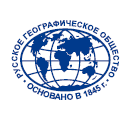 РУССКОЕ ГЕОГРАФИЧЕСКОЕ ОБЩЕСТВО
• ОСНОВАНО В 1845 г. •